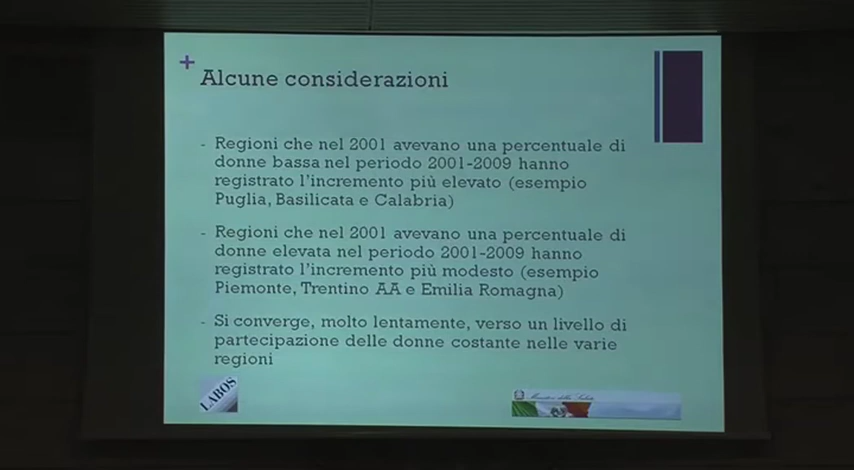 +
Alcune considerazioni
- Regioni che nel 2001 avevano una percentuale di
donne bassa nel periodo 2001-2009 hanno
registrato l'incremento più elevato (esempio
Puglia, Basilicata e Calabria)
- Regioni che nel 2001 avevano una percentuale di
donne elevata nel periodo 2001-2009 hanno
registrato l'incremento più modesto (esempio
Piemonte, Trentino AA e Emilia Romagna)
- Si converge, molto lentamente, verso un livello di
partecipazione delle donne costante nelle varie
regioni
LABOS
Ministero della Salute